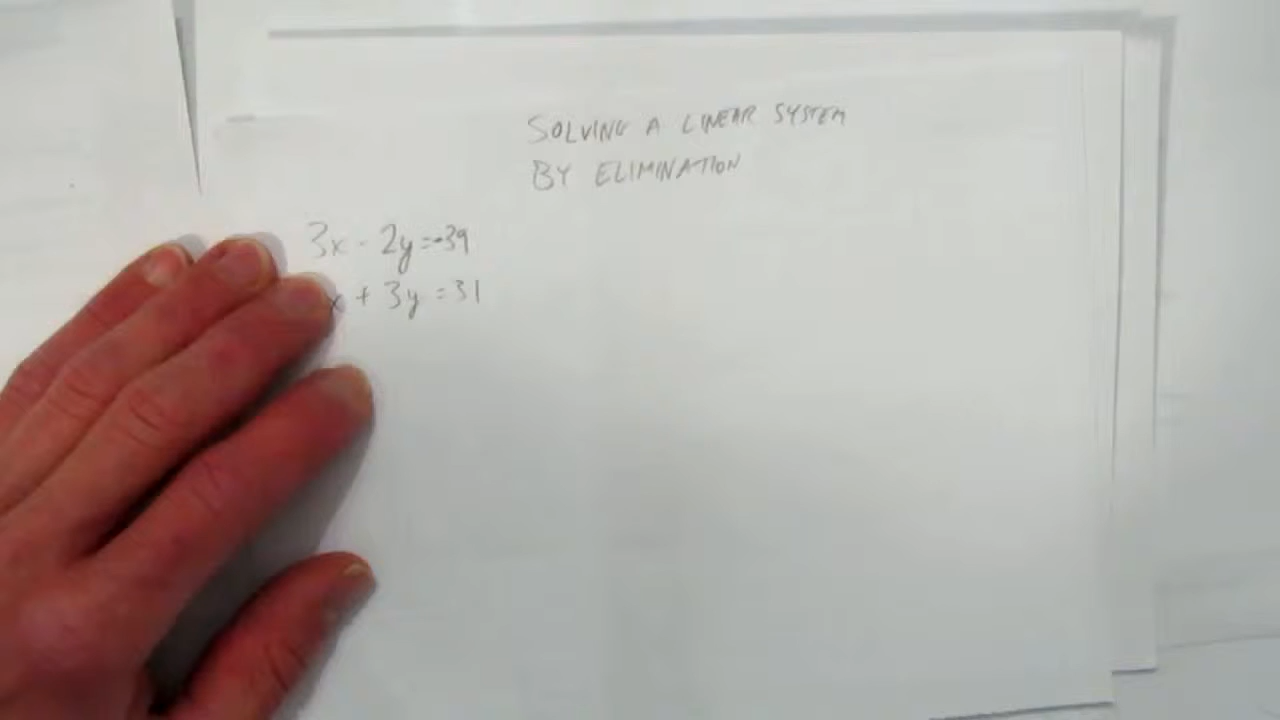 SOLVING A LINEAR SYSTEM
BY ELIMINATION
3x - 2y = -39
x + 3y = 31